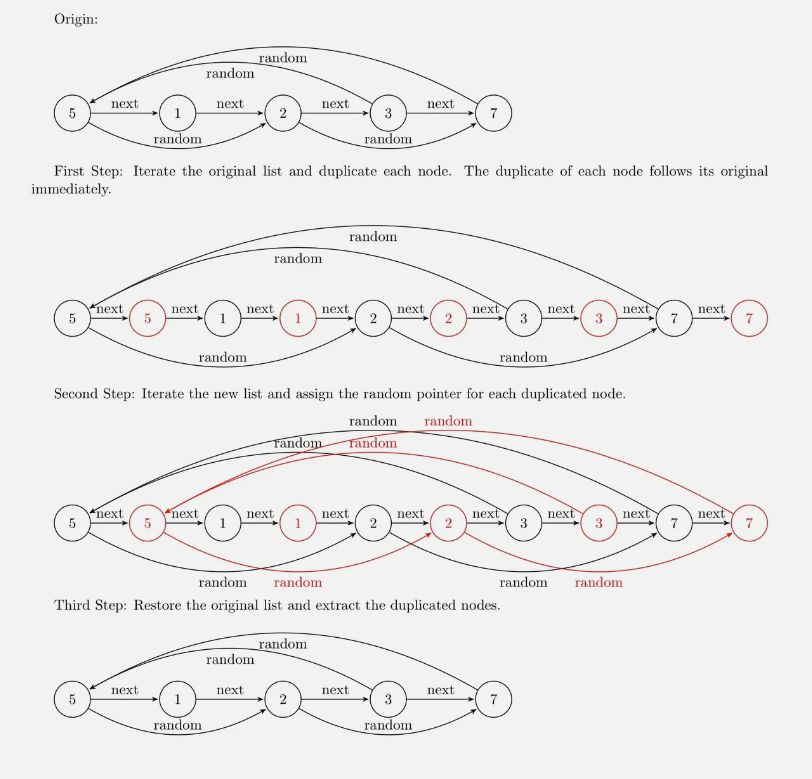 Origin:
random
random
next next next next
5 1 2 3 7
random random
First Step: Iterate the original list and duplicate each node. The duplicate of each node follows its original
immediately.
random
random
next next next next next next next next next
5 5 1 1 2 2 3 3 7 7
random random
Second Step: Iterate the new list and assign the random pointer for each duplicated node.
random random
random random
next next next next next next next next next
5 5 1 1 2 2 3 3 7 7
random random random random
Third Step: Restore the original list and extract the duplicated nodes.
random
random
next next next next
5 1 2 3 7
random random